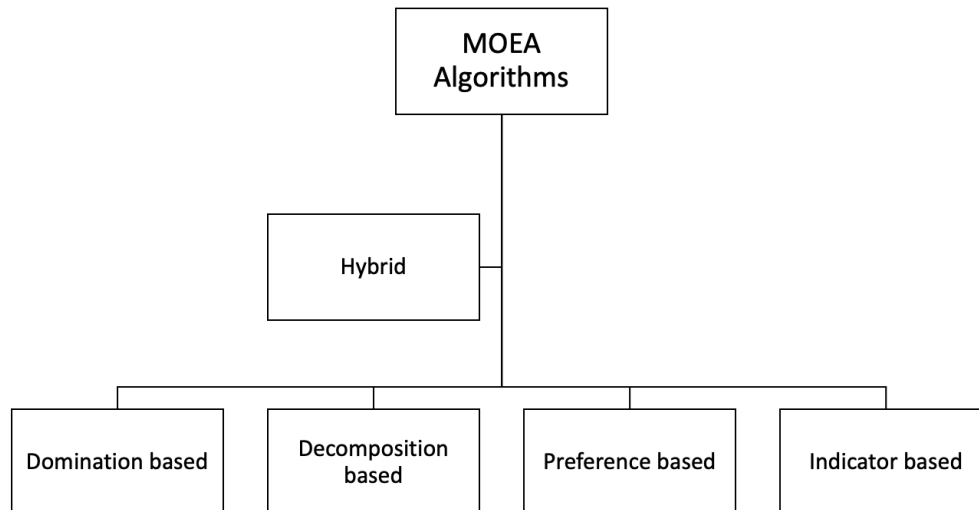 MOEA
Algorithms
Hybrid
Domination based
Decomposition
based
Preference based
Indicator based